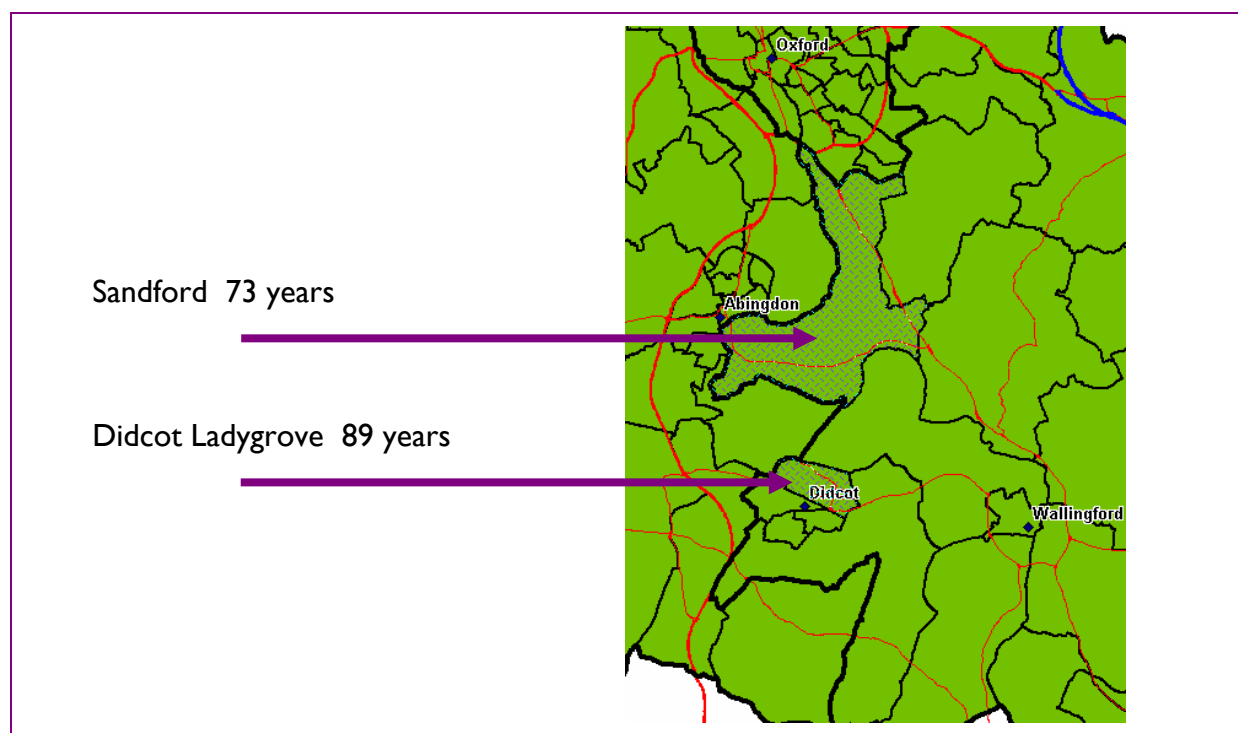 Oxford
Sandford 73 years
Abingdon
Didcot Ladygrove 89 years
Didcot
Wallingford